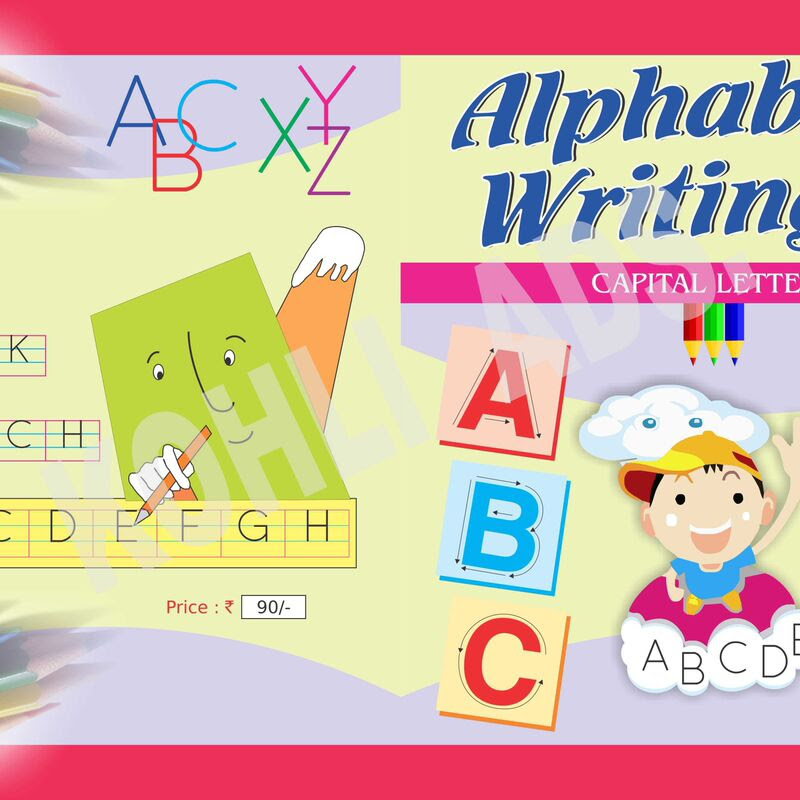 A B C X Y Z
K
C H
C D E F G H
Price : ₹ 90/-
Alphab
Writing
CAPITAL LETTE
A
B
C
A B C D E
KOHLI ADS.